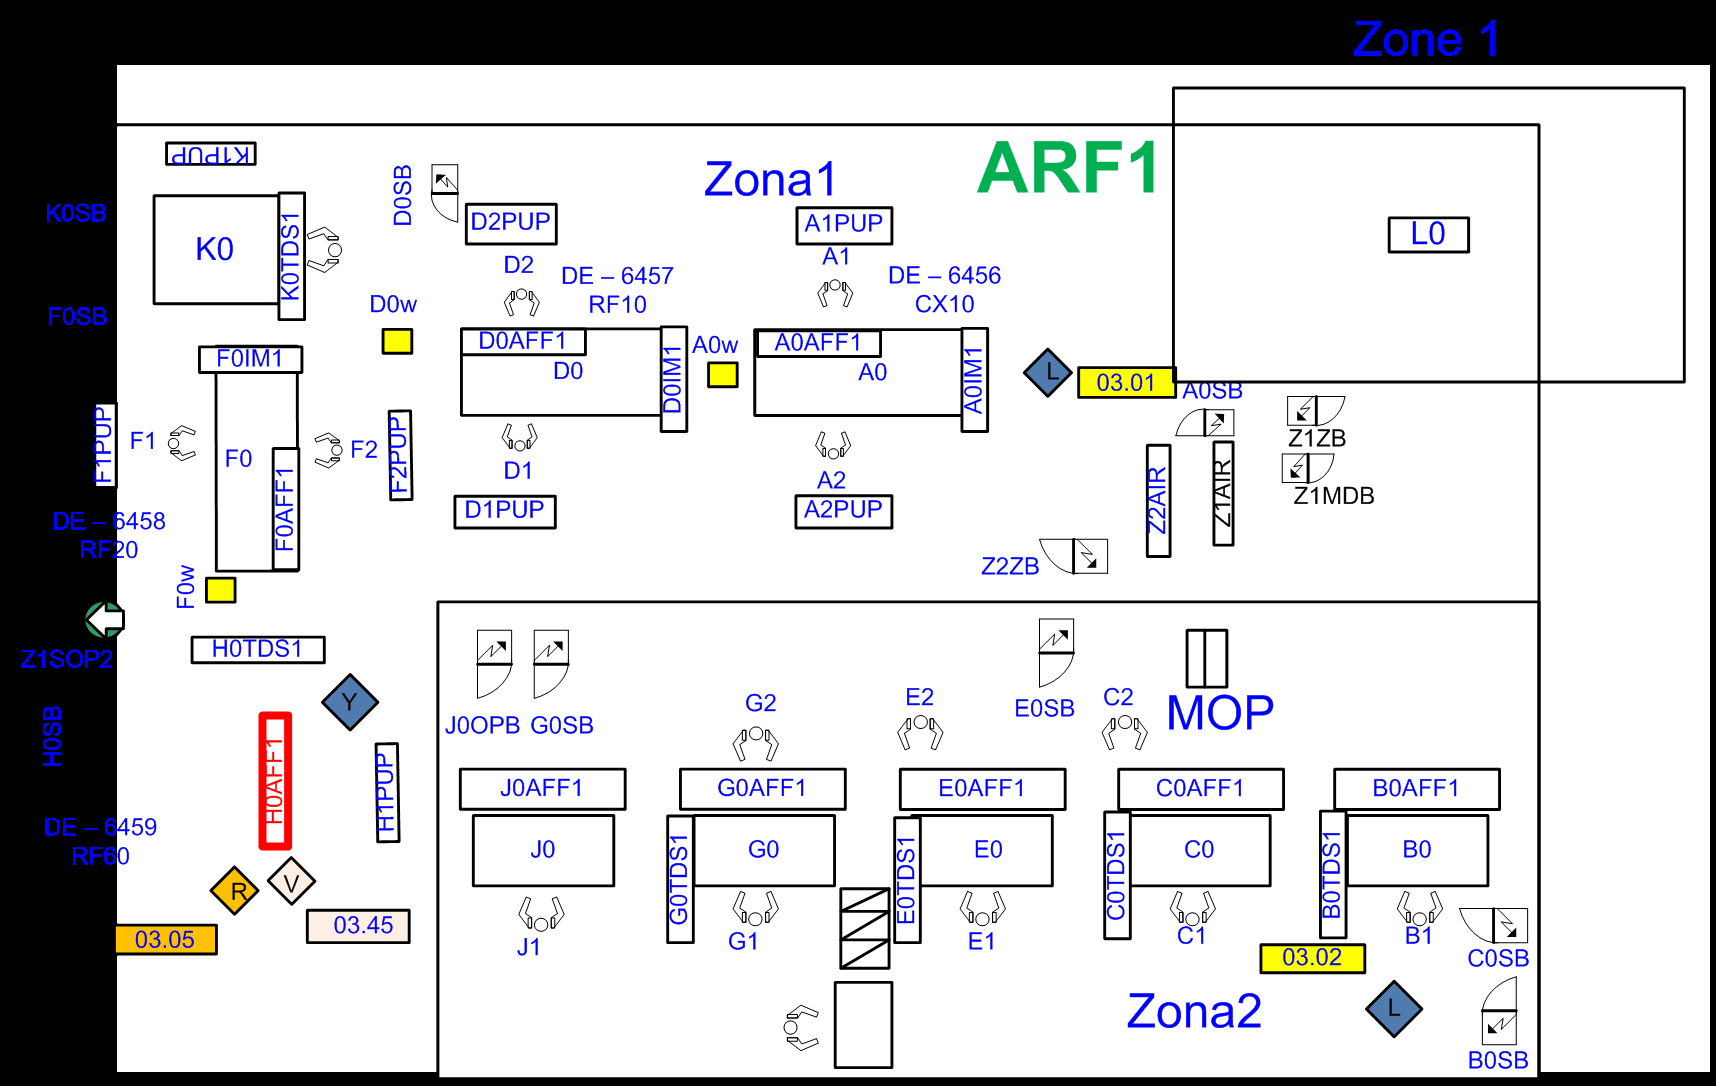 Zone 1
K1PUP
D0SB
Zona1
ARF1
K0SB
K0
K0TDS1
D2PUP
A1PUP
L0
D2
DE – 6457
RF10
A1
DE – 6456
CX10
F0SB
D0w
F0IM1
D0AFF1
D0
D0IM1
A0w
A0AFF1
A0
A0IM1
L
03.01
A0SB
F1PUP
F1
F0
F0AFF1
F2
F2PUP
D1
D1PUP
A2
A2PUP
Z2AIR
Z1AIR
Z1ZB
Z1MDB
DE – 6458
RF20
F0w
Z2ZB
Z1SOP2
H0TDS1
H0SB
Y
J0OPB
G0SB
G2
E2
E0SB
C2
MOP
H0AFF1
H1PUP
J0AFF1
G0AFF1
E0AFF1
C0AFF1
B0AFF1
DE – 6459
RF60
J0
G0TDS1
G0
E0TDS1
E0
C0TDS1
C0
B0TDS1
B0
R
V
03.05
03.45
J1
G1
E1
C1
B1
03.02
C0SB
Zona2
L
B0SB